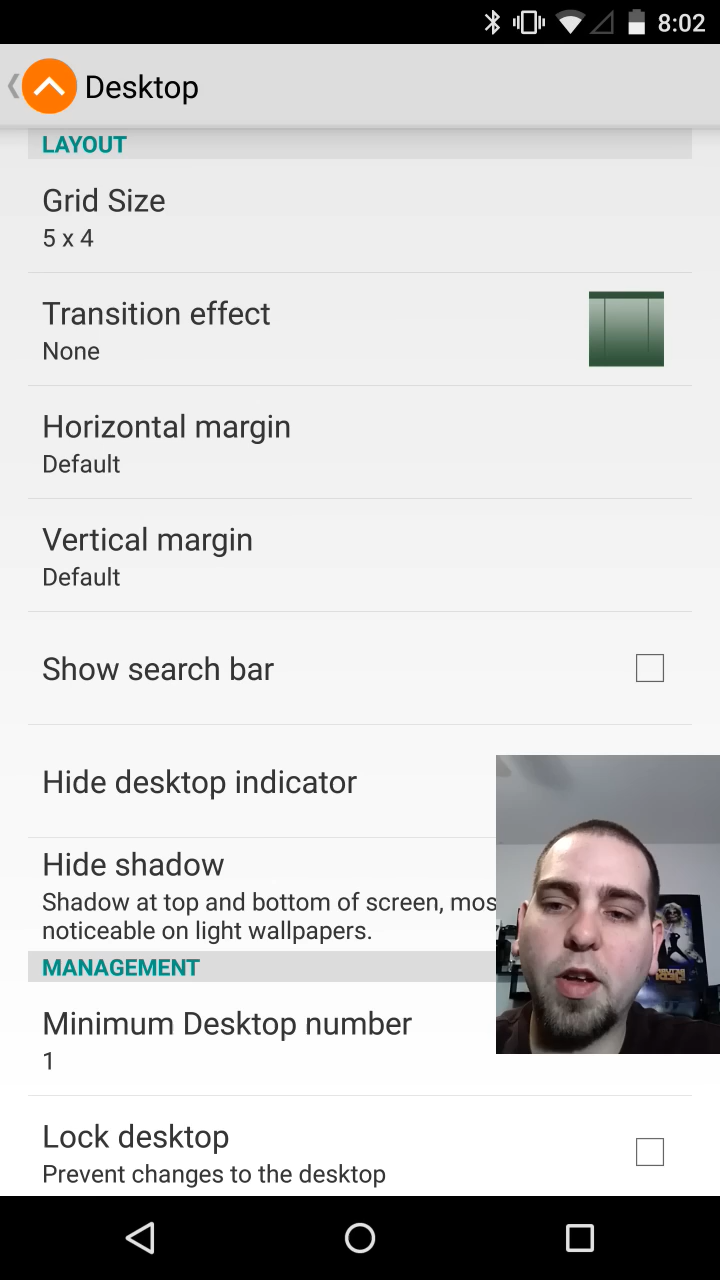 8:02
Desktop
LAYOUT
Grid Size
5 x 4
Transition effect
None
Horizontal margin
Default
Vertical margin
Default
Show search bar
Hide desktop indicator
Hide shadow
Shadow at top and bottom of screen, mos
noticeable on light wallpapers.
MANAGEMENT
Minimum Desktop number
1
Lock desktop
Prevent changes to the desktop